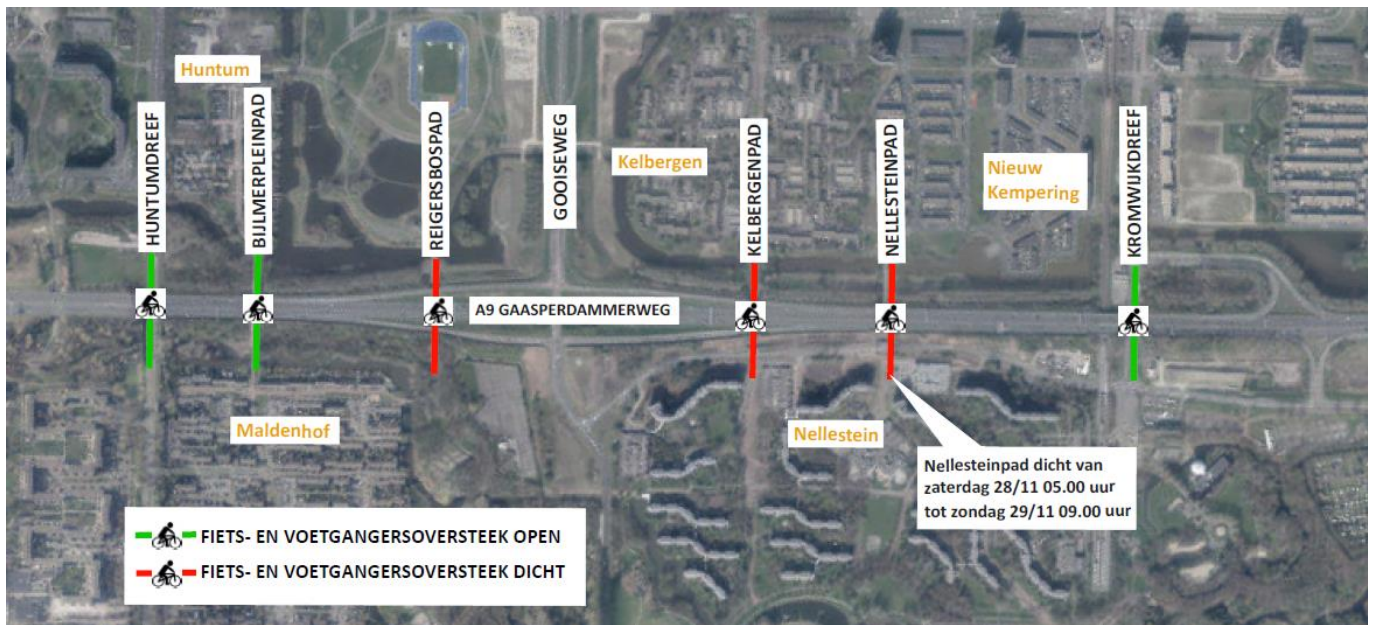 Huntum
HUNTUMDREEF
BIJLMERPLEINPAD
REIGERSBOSPAD
GOOISEWEG
Kelbergen
KELBERGENPAD
NELLESTEINPAD
Nieuw
Kempering
KROMWIJKDREEF
A9 GAASPERDAMMERWEG
Maldenhof
Nellestein
Nellesteinpad dicht van
zaterdag 28/11 05.00 uur
tot zondag 29/11 09.00 uur
FIETS- EN VOETGANGERSOVERSTEEK OPEN
FIETS- EN VOETGANGERSOVERSTEEK DICHT